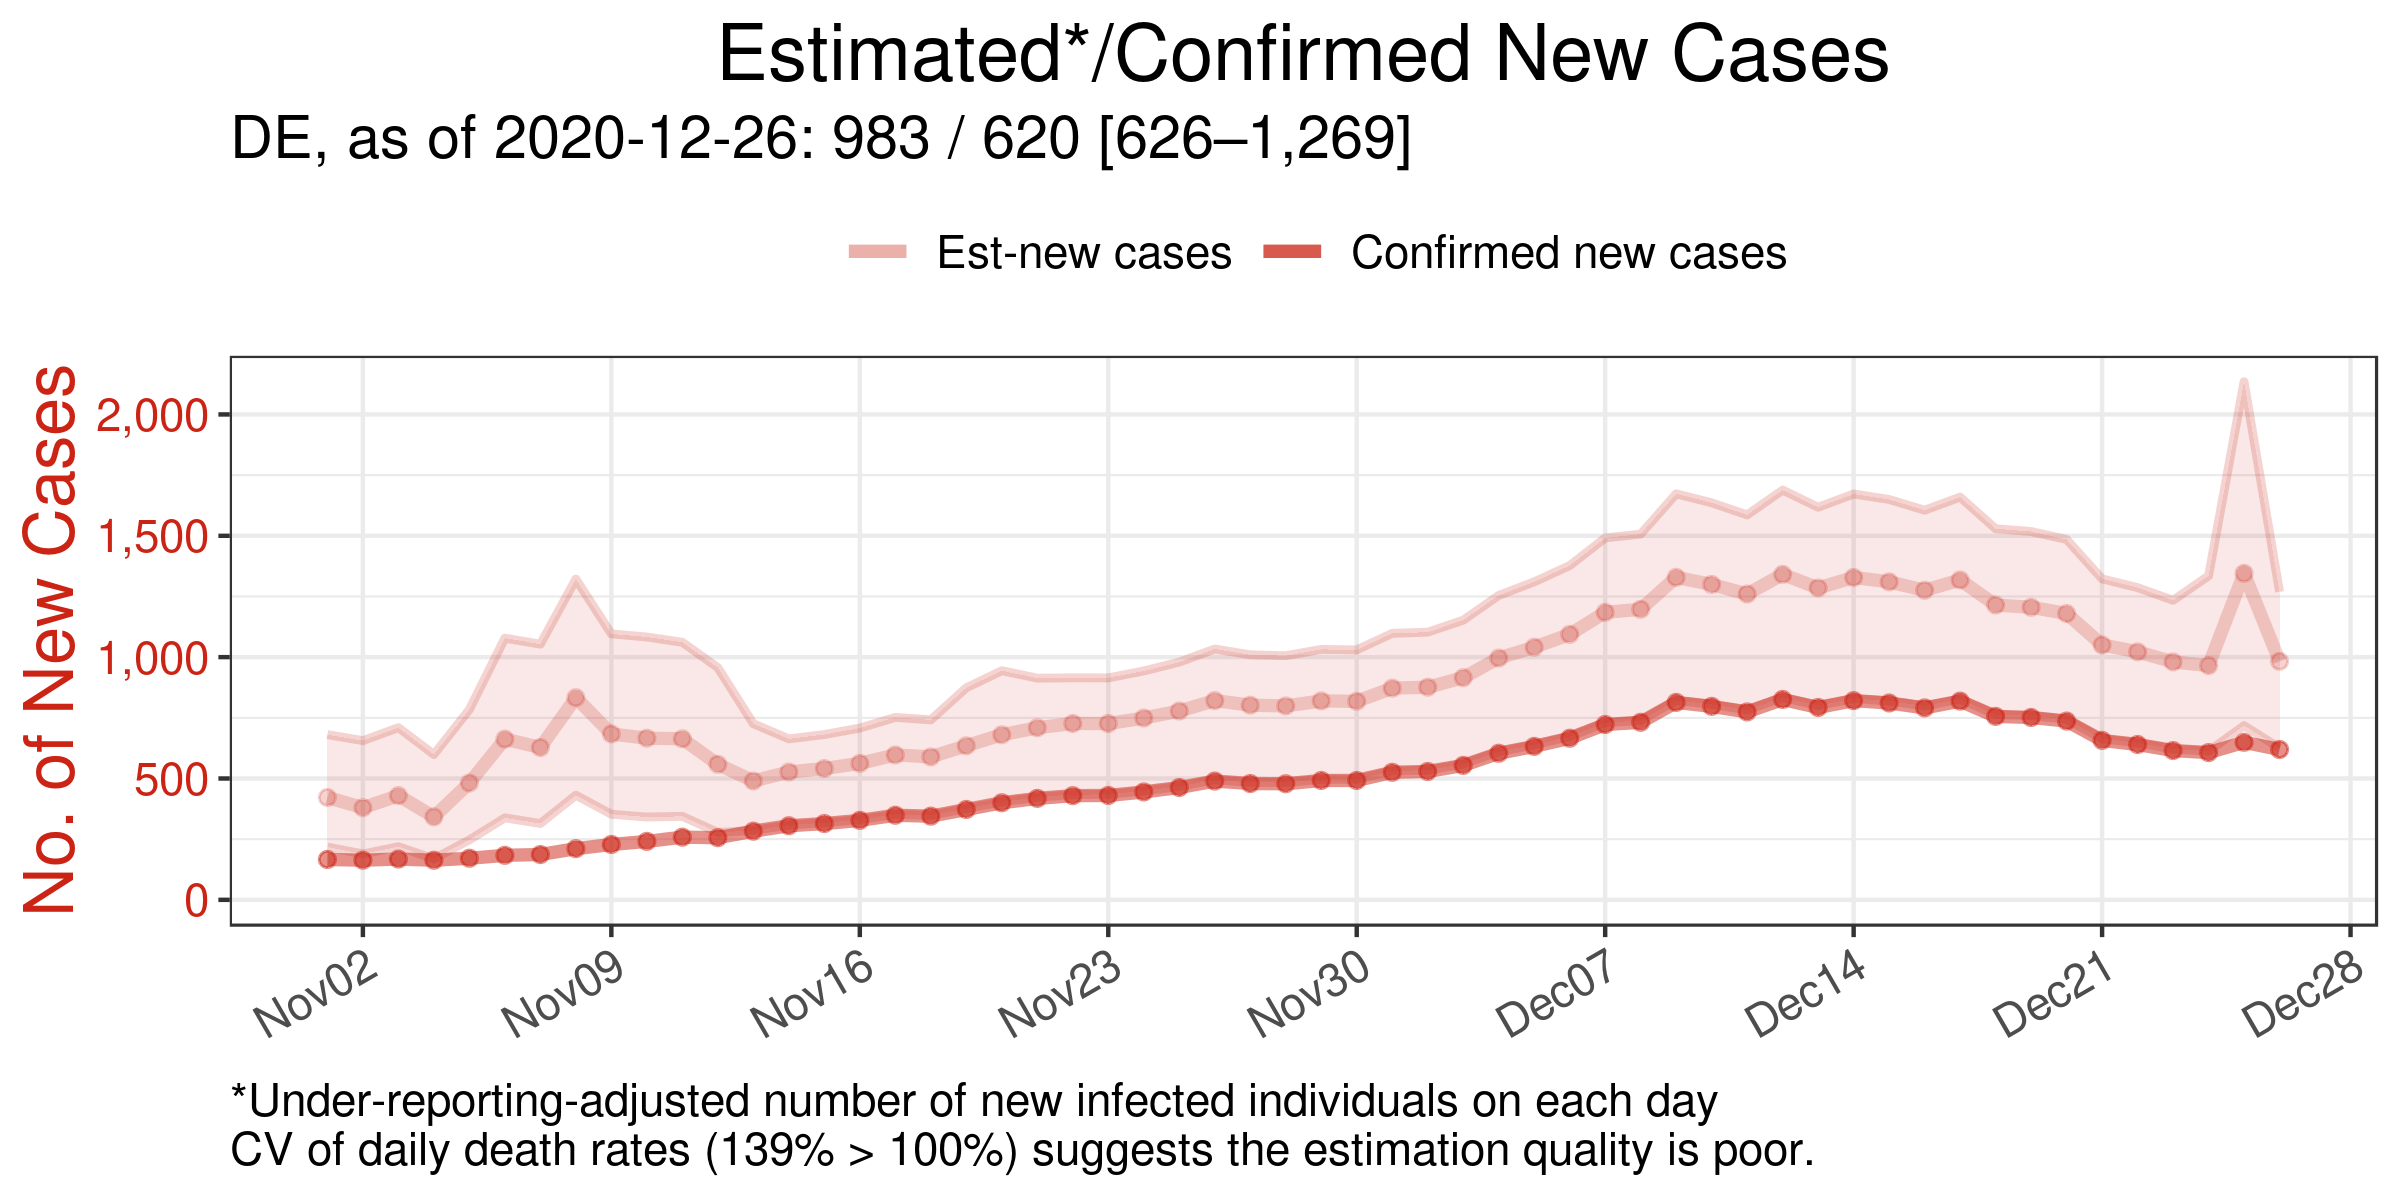 Estimated*/Confirmed New Cases
DE, as of 2020-12-26: 983 / 620 [626–1,269]
Est-new cases
Confirmed new cases
No. of New Cases
2,000
1,500
1,000
500
0
Nov02
Nov09
Nov16
Nov23
Nov30
Dec07
Dec14
Dec21
Dec28
*Under-reporting-adjusted number of new infected individuals on each day
CV of daily death rates (139% > 100%) suggests the estimation quality is poor.